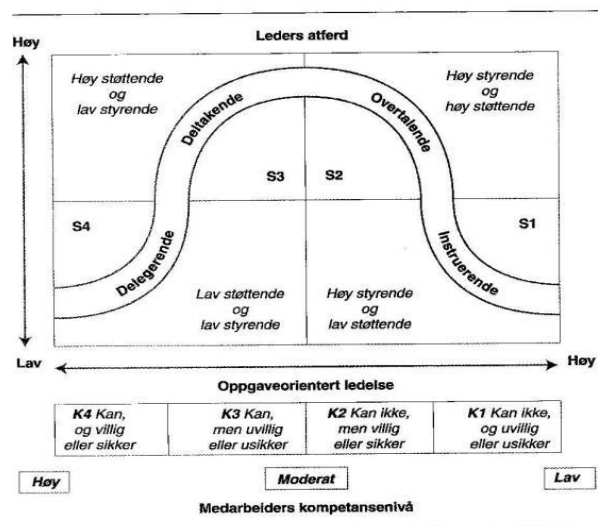 Leders atferd
Høy
Høy støttende
og
lav styrende
Høy styrende
og
høy støttende
Deltakende
Overtalende
S3
S2
S4
S1
Delegerende
Instruerende
Lav støttende
og
lav styrende
Høy styrende
og
lav støttende
Lav
Høy
Oppgaveorientert ledelse
K4 Kan,
og villig
eller sikker
K3 Kan,
men uvillig
eller usikker
K2 Kan ikke,
men villig
eller sikker
K1 Kan ikke,
og uvillig
eller usikker
Høy
Moderat
Lav
Medarbeiders kompetansenivå